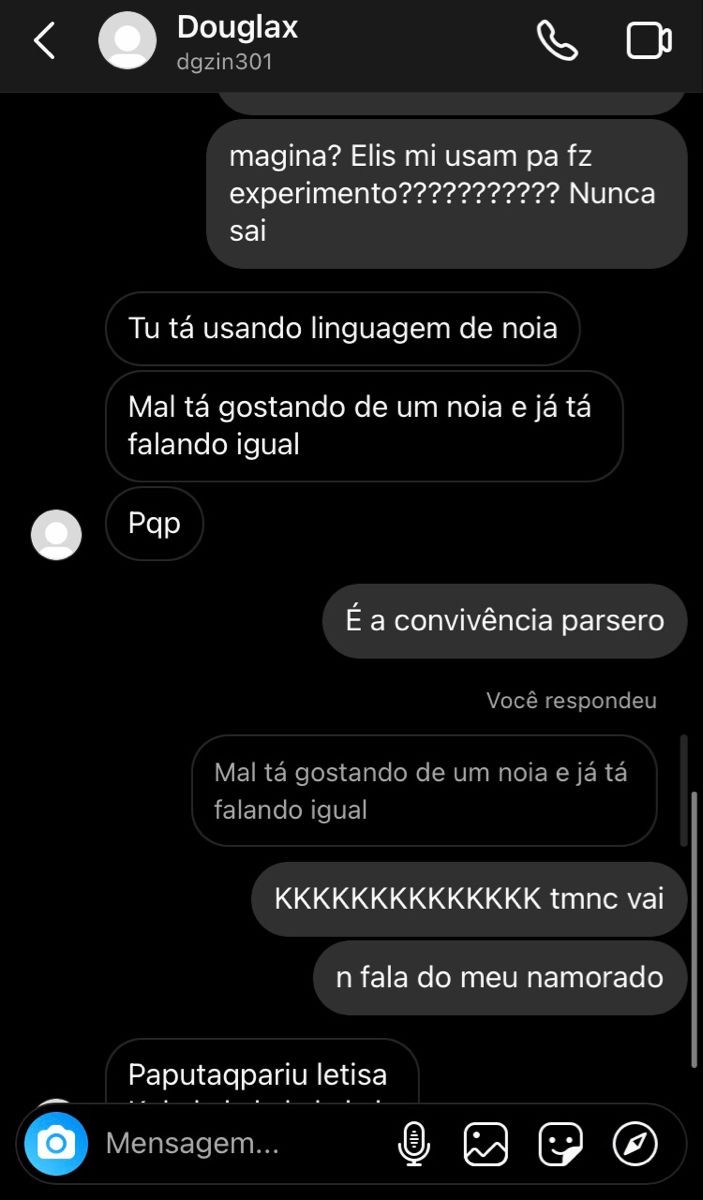 Douglax
dgzin301
magina? Elis mi usam pa fz
experimento??????????? Nunca
sai
Tu tá usando linguagem de noia
Mal tá gostando de um noia e já tá
falando igual
Pqp
É a convivência parsero
Você respondeu
Mal tá gostando de um noia e já tá
falando igual
KKKKKKKKKKKKKK tmnc vai
n fala do meu namorado
Paputaqpariu letisa
Mensagem...